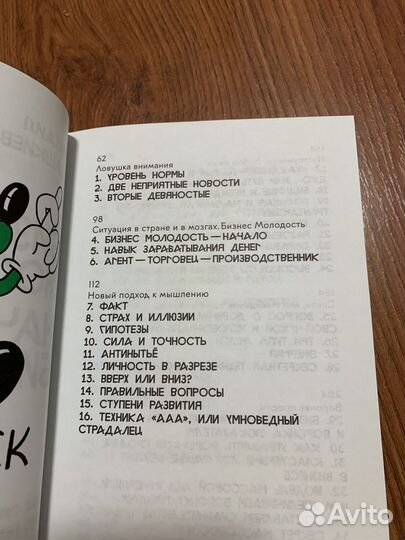 62
Ловушка внимания
1. УРОВЕНЬ НОРМЫ
2. ДВЕ НЕПРИЯТНЫЕ НОВОСТИ
3. ВТОРЫЕ ДЕВЯНОСТЫЕ
98
Ситуация в стране и в мозгах. Бизнес Молодость
4. БИЗНЕС МОЛОДОСТЬ — НАЧАЛО
5. НАВЫК ЗАРАБАТЫВАНИЯ ДЕНЕГ
6. АГЕНТ — ТОРГОВЕЦ — ПРОИЗВОДСТВЕННИК
112
Новый подход к мышлению
7. ФАКТ
8. СТРАХ И ИЛЛЮЗИИ
9. ГИПОТЕЗЫ
10. СИЛА И ТОЧНОСТЬ
11. АНТИНЫТЬЁ
12. ЛИЧНОСТЬ В РАЗРЕЗЕ
13. ВВЕРХ ИЛИ ВНИЗ?
14. ПРАВИЛЬНЫЕ ВОПРОСЫ
15. СТУПЕНИ РАЗВИТИЯ
16. ТЕХНИКА «ААА», ИЛИ УМНОВЕДНЫЙ
СТРАДАЛЕЦ
Avito